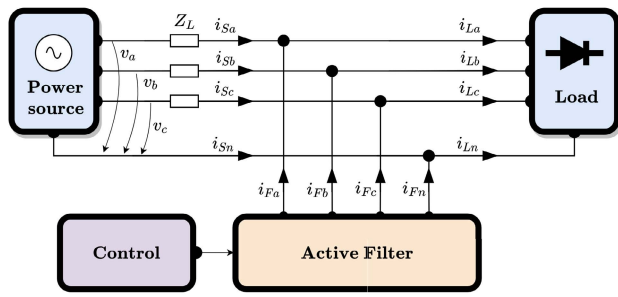 Z_L
i_Sa
i_La
v_a
i_Sb
i_Lb
Power
source
v_b
i_Sc
i_Lc
Load
v_c
i_Sn
i_Ln
i_Fa
i_Fb
i_Fc
i_Fn
Control
Active Filter